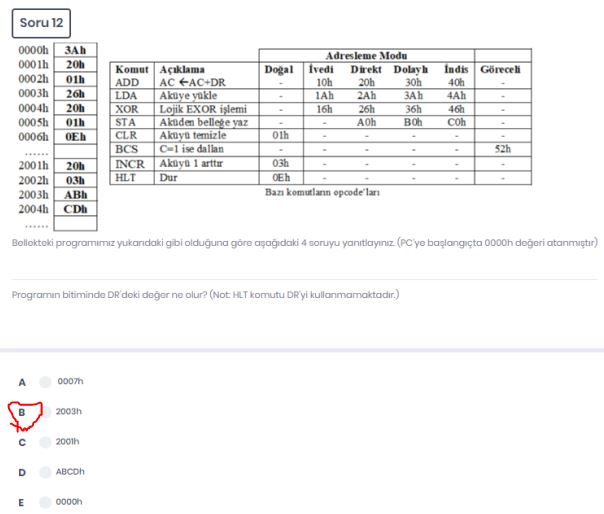 Soru 12
0000h 3Ah
0001h 20h
0002h 01h
0003h 26h
0004h 20h
0005h 01h
0006h 0Eh
......
2001h 20h
2002h 03h
2003h ABh
2004h CDh
......
Adresleme Modu
Komut Açıklama Doğal İvedi Direkt Dolaylı İndis Göreceli
ADD AC ←AC+DR - 10h 20h 30h 40h -
LDA Aküye yükle - 1Ah 2Ah 3Ah 4Ah -
XOR Lojik EXOR işlemi - 16h 26h 36h 46h -
STA Aküden belleğe yaz - - A0h B0h C0h -
CLR Aküyü temizle 01h - - - - -
BCS C=1 ise dallan - - - - - 52h
INCR Aküyü 1 arttır 03h - - - - -
HLT Dur 0Eh - - - - -
Bazı komutların opcode'ları
Bellekteki programımız yukarıdaki gibi olduğuna göre aşağıdaki 4 soruyu yanıtlayınız. (PC'ye başlangıçta 0000h değeri atanmıştır)
Programın bitiminde DR'deki değer ne olur? (Not: HLT komutu DR'yi kullanmamaktadır.)
A 0007h
B 2003h
C 2001h
D ABCDh
E 0000h